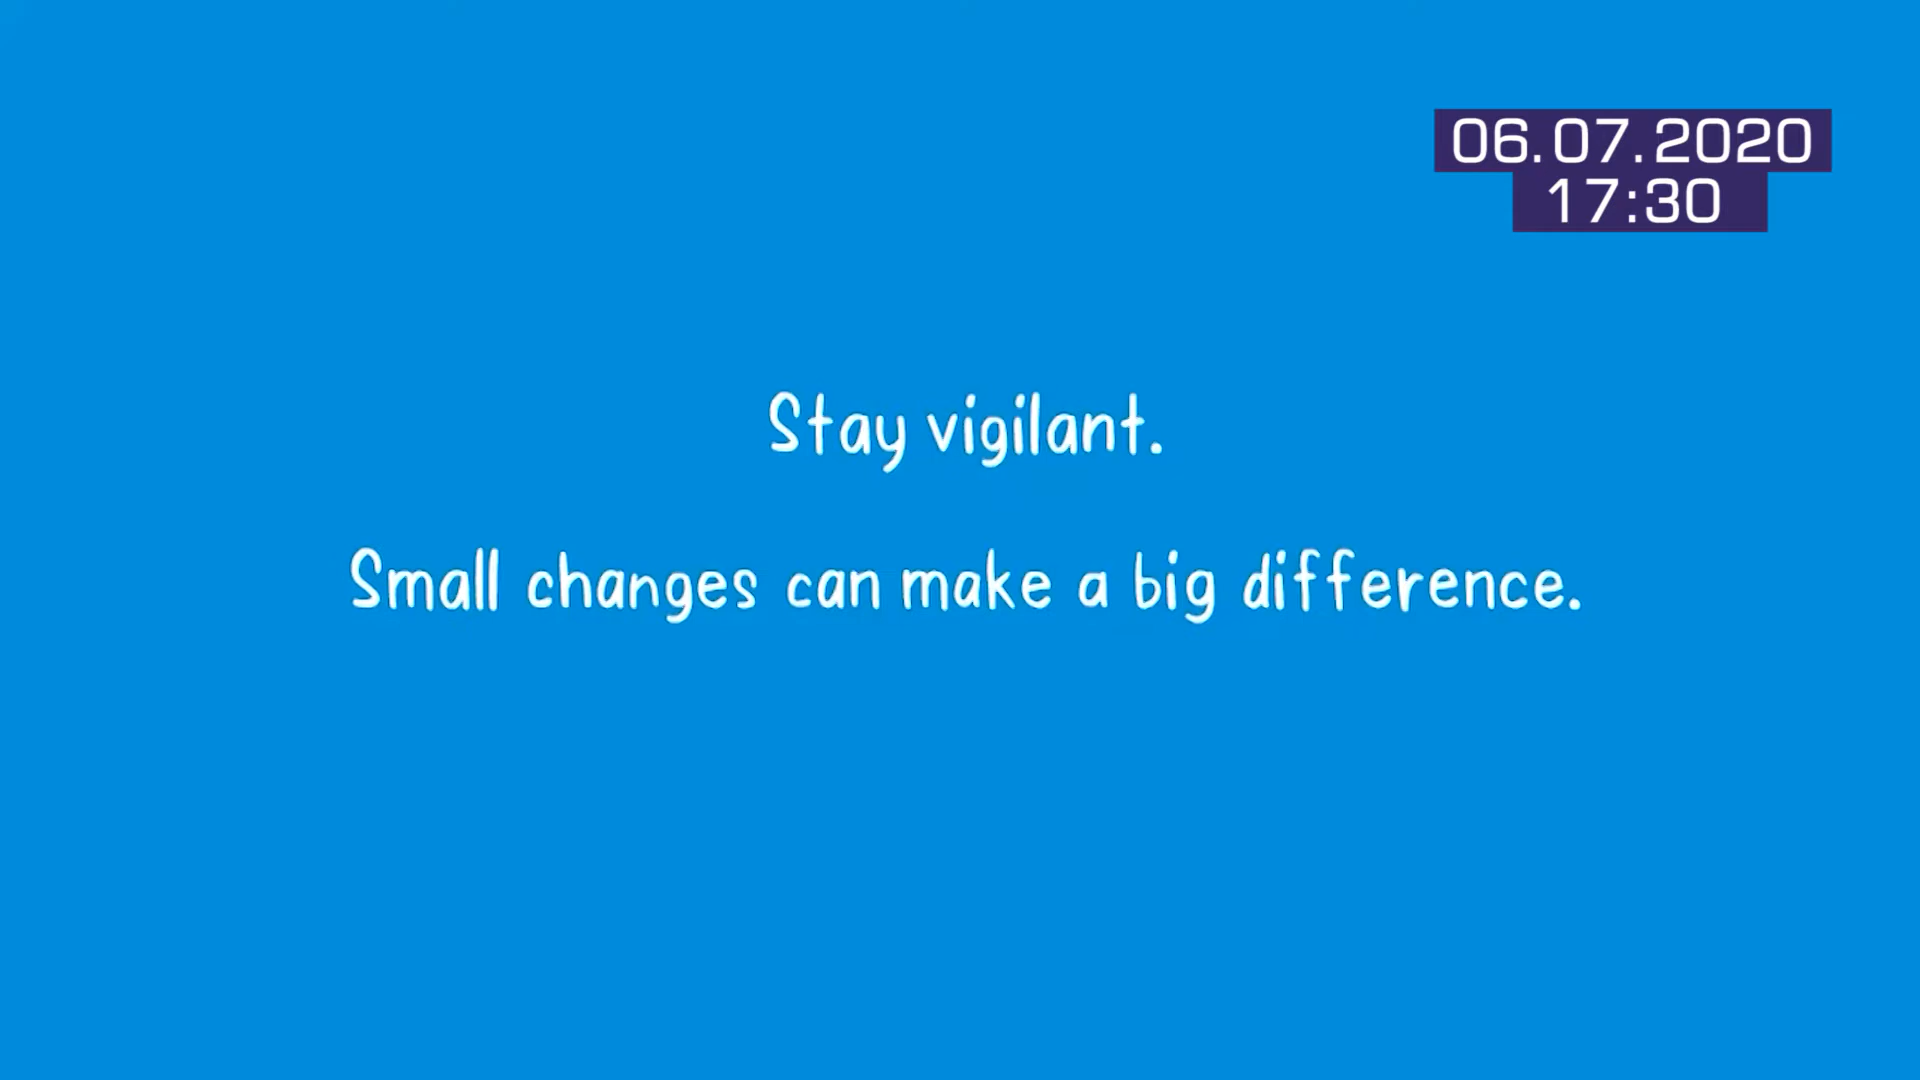 06.07.2020
17:30
Stay vigilant.
Small changes can make a big difference.